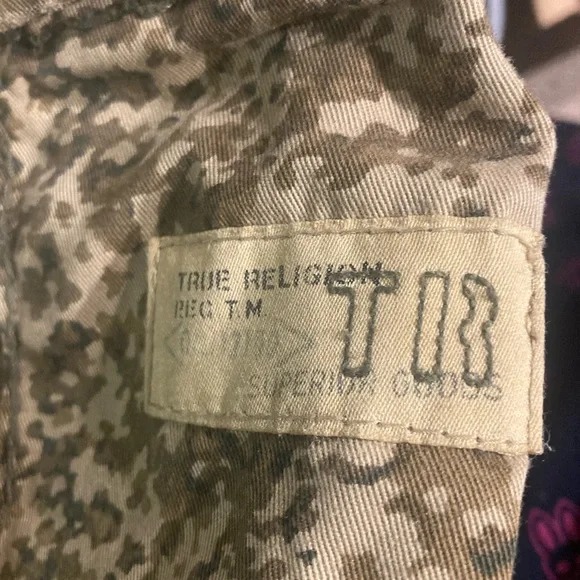 TRUE RELIGION
REG T.M.
TR
SUPERIOR GOODS